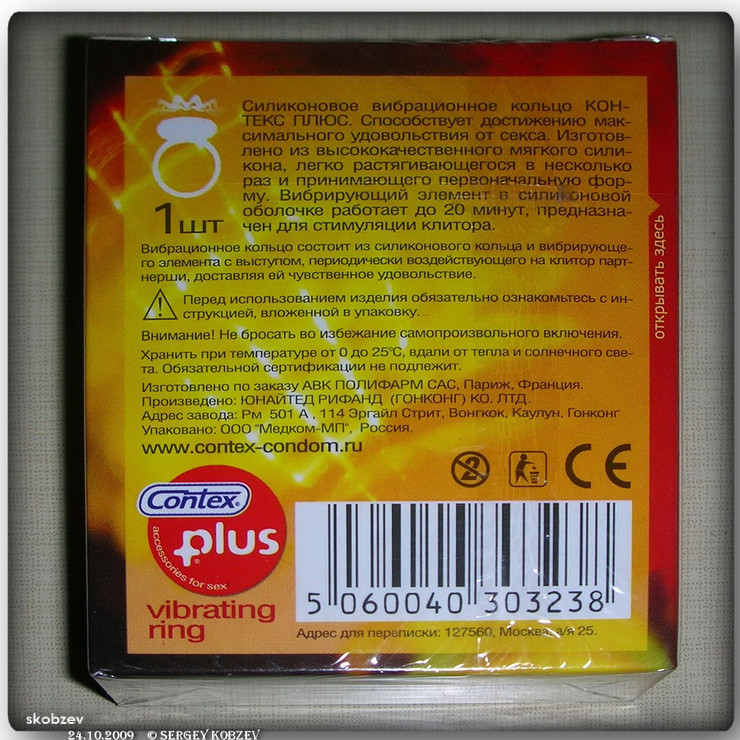 Силиконовое вибрационное кольцо КОН-
ТЕКС ПЛЮС. Способствует достижению мак-
симального удовольствия от секса. Изготов-
лено из высококачественного мягкого сили-
кона, легко растягивающегося в несколько
раз и принимающего первоначальную фор-
му. Вибрирующий элемент в силиконовой
оболочке работает до 20 минут, предназна-
чен для стимуляции клитора.
1 шт
Вибрационное кольцо состоит из силиконового кольца и вибрирующе-
го элемента с выступом, периодически воздействующего на клитор парт-
нерши, доставляя ей чувственное удовольствие.
Перед использованием изделия обязательно ознакомьтесь с ин-
струкцией, вложенной в упаковку.
Внимание! Не бросать во избежание самопроизвольного включения.
Хранить при температуре от 0 до 25°С, вдали от тепла и солнечного све-
та. Обязательной сертификации не подлежит.
Изготовлено по заказу АВК ПОЛИФАРМ САС, Париж, Франция.
Произведено: ЮНАЙТЕД РИФАНД (ГОНКОНГ) КО. ЛТД.
Адрес завода: Рм 501 А , 114 Эргайл Стрит, Вонгкок, Каулун, Гонконг
Упаковано: ООО "Медком-МП", Россия.
www.contex-condom.ru
открывать здесь
2
CE
Contex®
plus
accessories for sex
vibrating
ring
5 060040 303238
Адрес для переписки: 127560, Москва, а/я 25.
skobzev
24.10.2009 © SERGEY KOBZEV